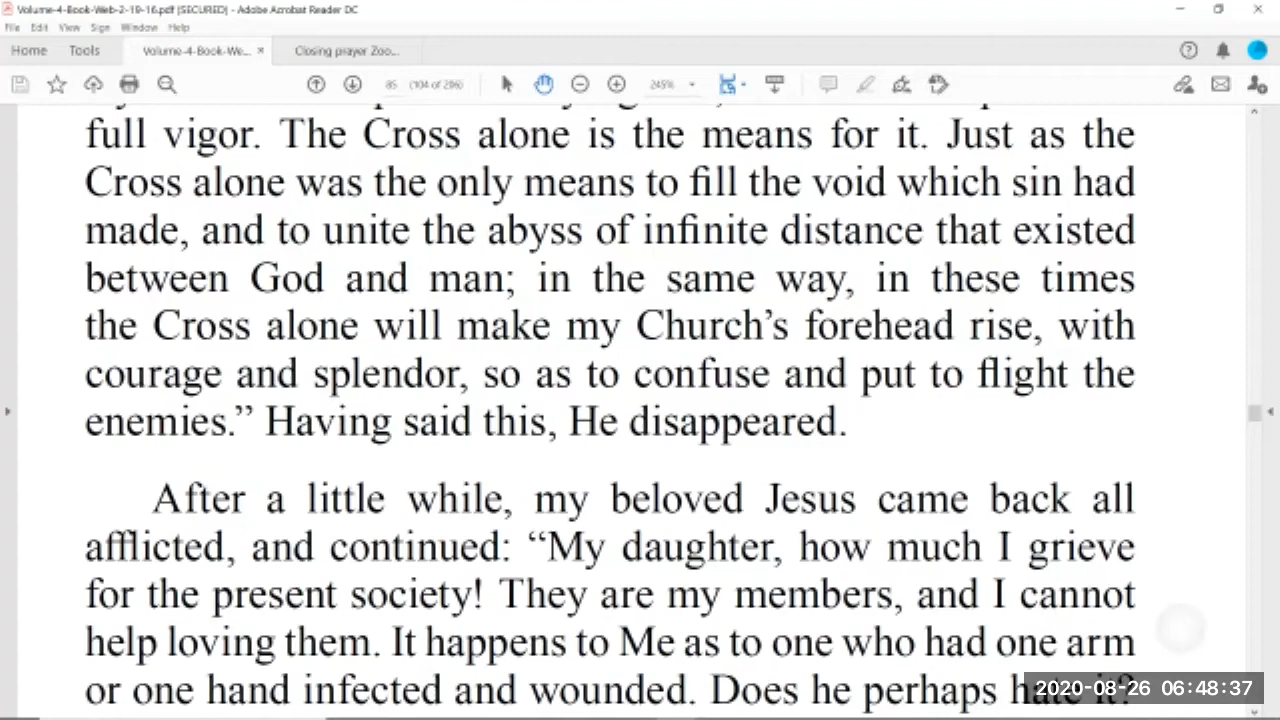 Volume-4-Book-Web-2-19-16.pdf (SECURED) - Adobe Acrobat Reader DC
File Edit View Sign Window Help
Home Tools Volume-4-Book-We... × Closing prayer Zoo...
85 (104 of 206) 245%
full vigor. The Cross alone is the means for it. Just as the
Cross alone was the only means to fill the void which sin had
made, and to unite the abyss of infinite distance that existed
between God and man; in the same way, in these times
the Cross alone will make my Church’s forehead rise, with
courage and splendor, so as to confuse and put to flight the
enemies.” Having said this, He disappeared.
After a little while, my beloved Jesus came back all
afflicted, and continued: “My daughter, how much I grieve
for the present society! They are my members, and I cannot
help loving them. It happens to Me as to one who had one arm
or one hand infected and wounded. Does he perhaps hate it?
2020-08-26 06:48:37